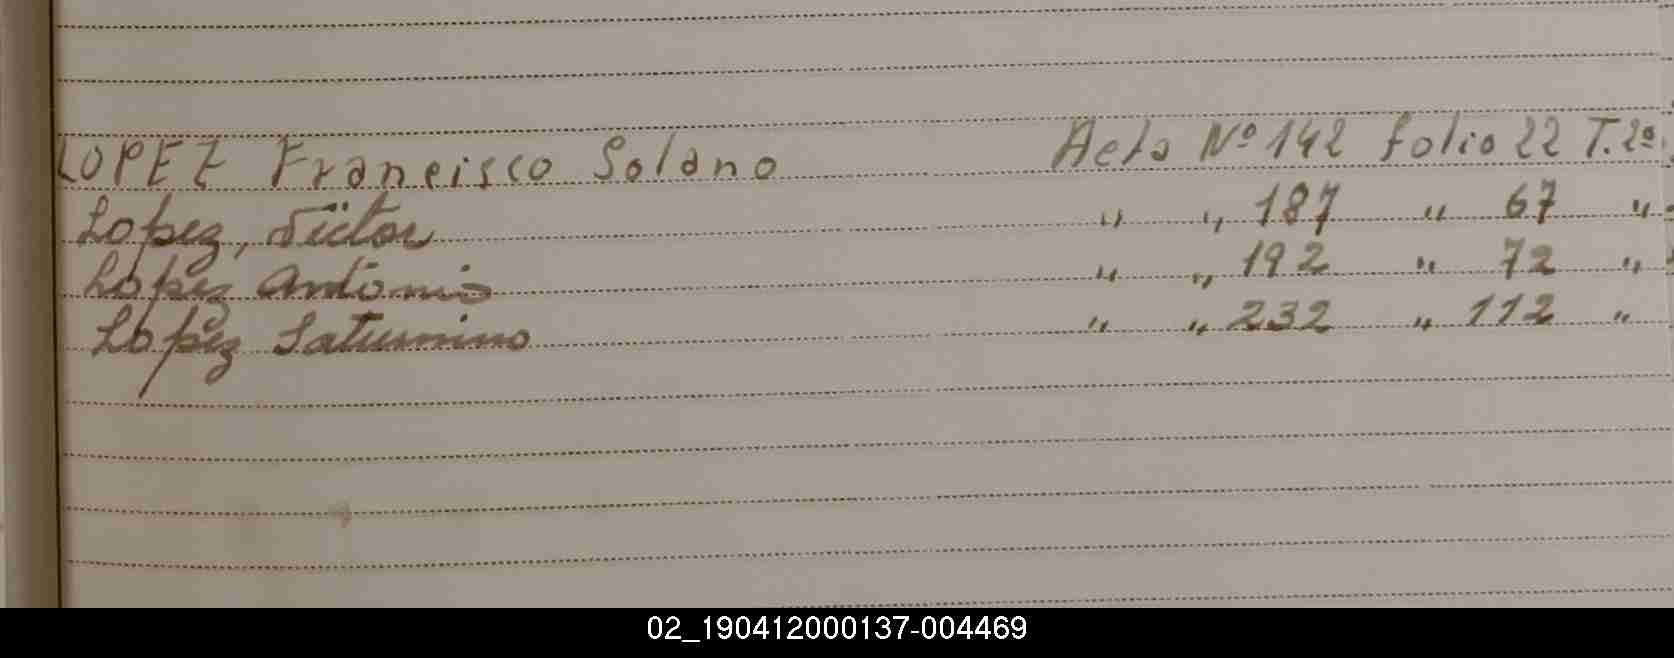 LOPEZ Francisco Solano Acta Nº 142 folio 22 T. 2º
Lopez, Victor " " 187 " 67 "
Lopez Antonio " " 192 " 72 "
Lopez Saturnino " " 232 " 112 "
02_190412000137-004469